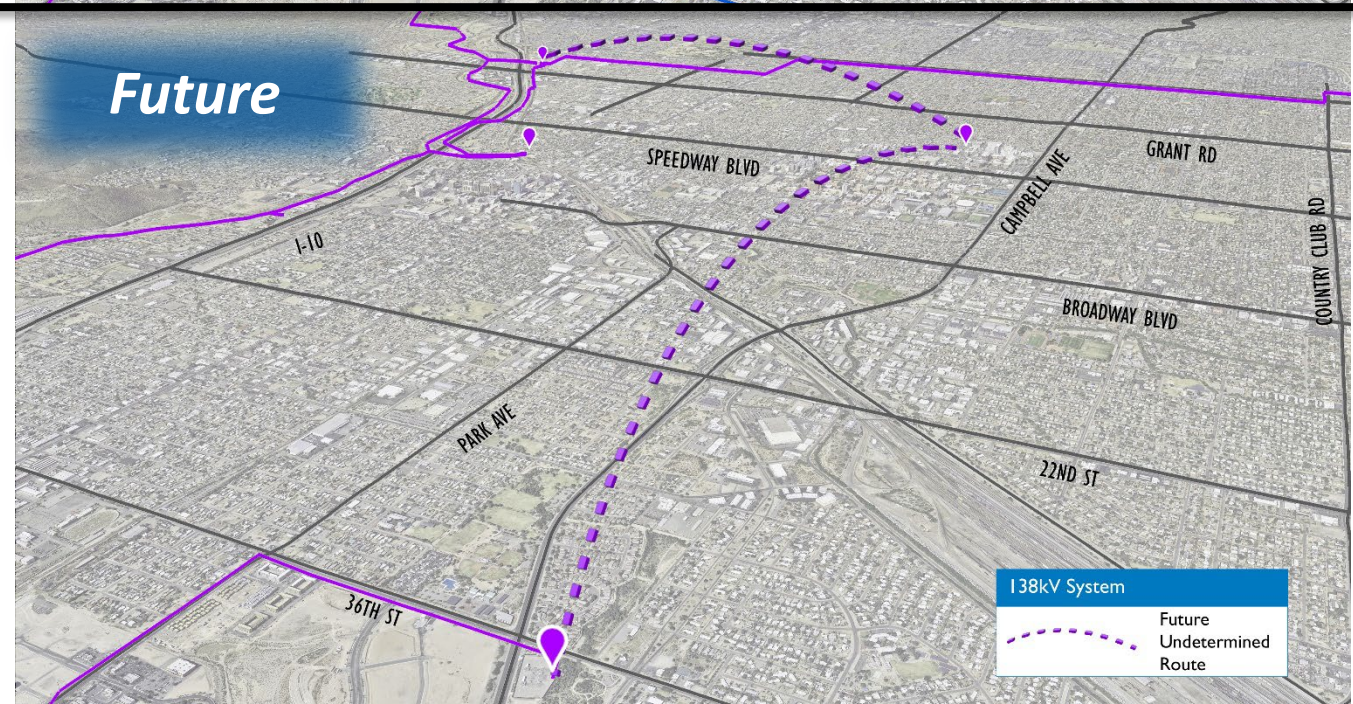 Future
SPEEDWAY BLVD
GRANT RD
CAMPBELL AVE
COUNTRY CLUB RD
I-10
BROADWAY BLVD
PARK AVE
22ND ST
36TH ST
138kV System
Future
Undetermined
Route